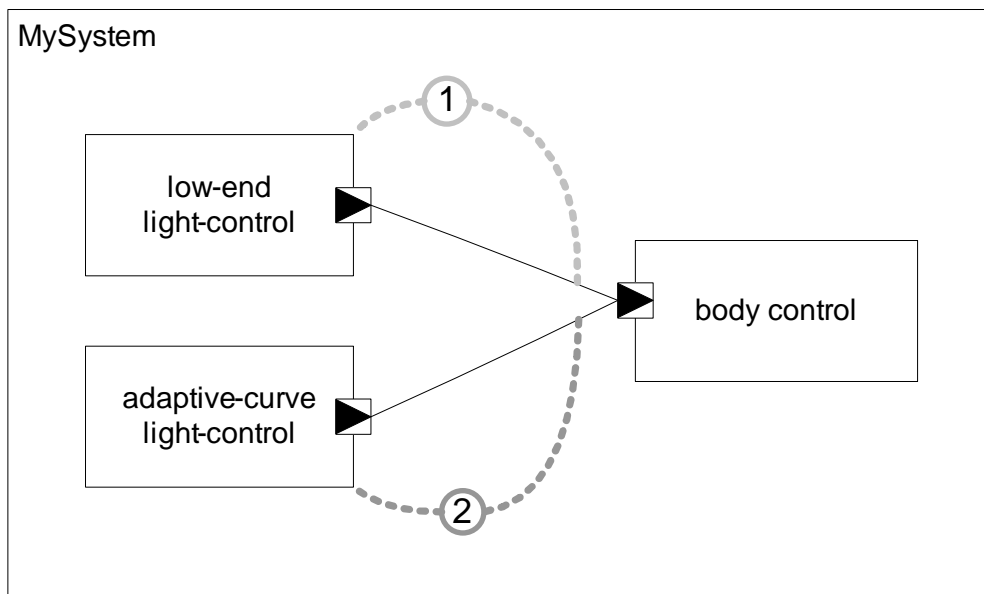 MySystem
1
low-end
light-control
body control
adaptive-curve
light-control
2